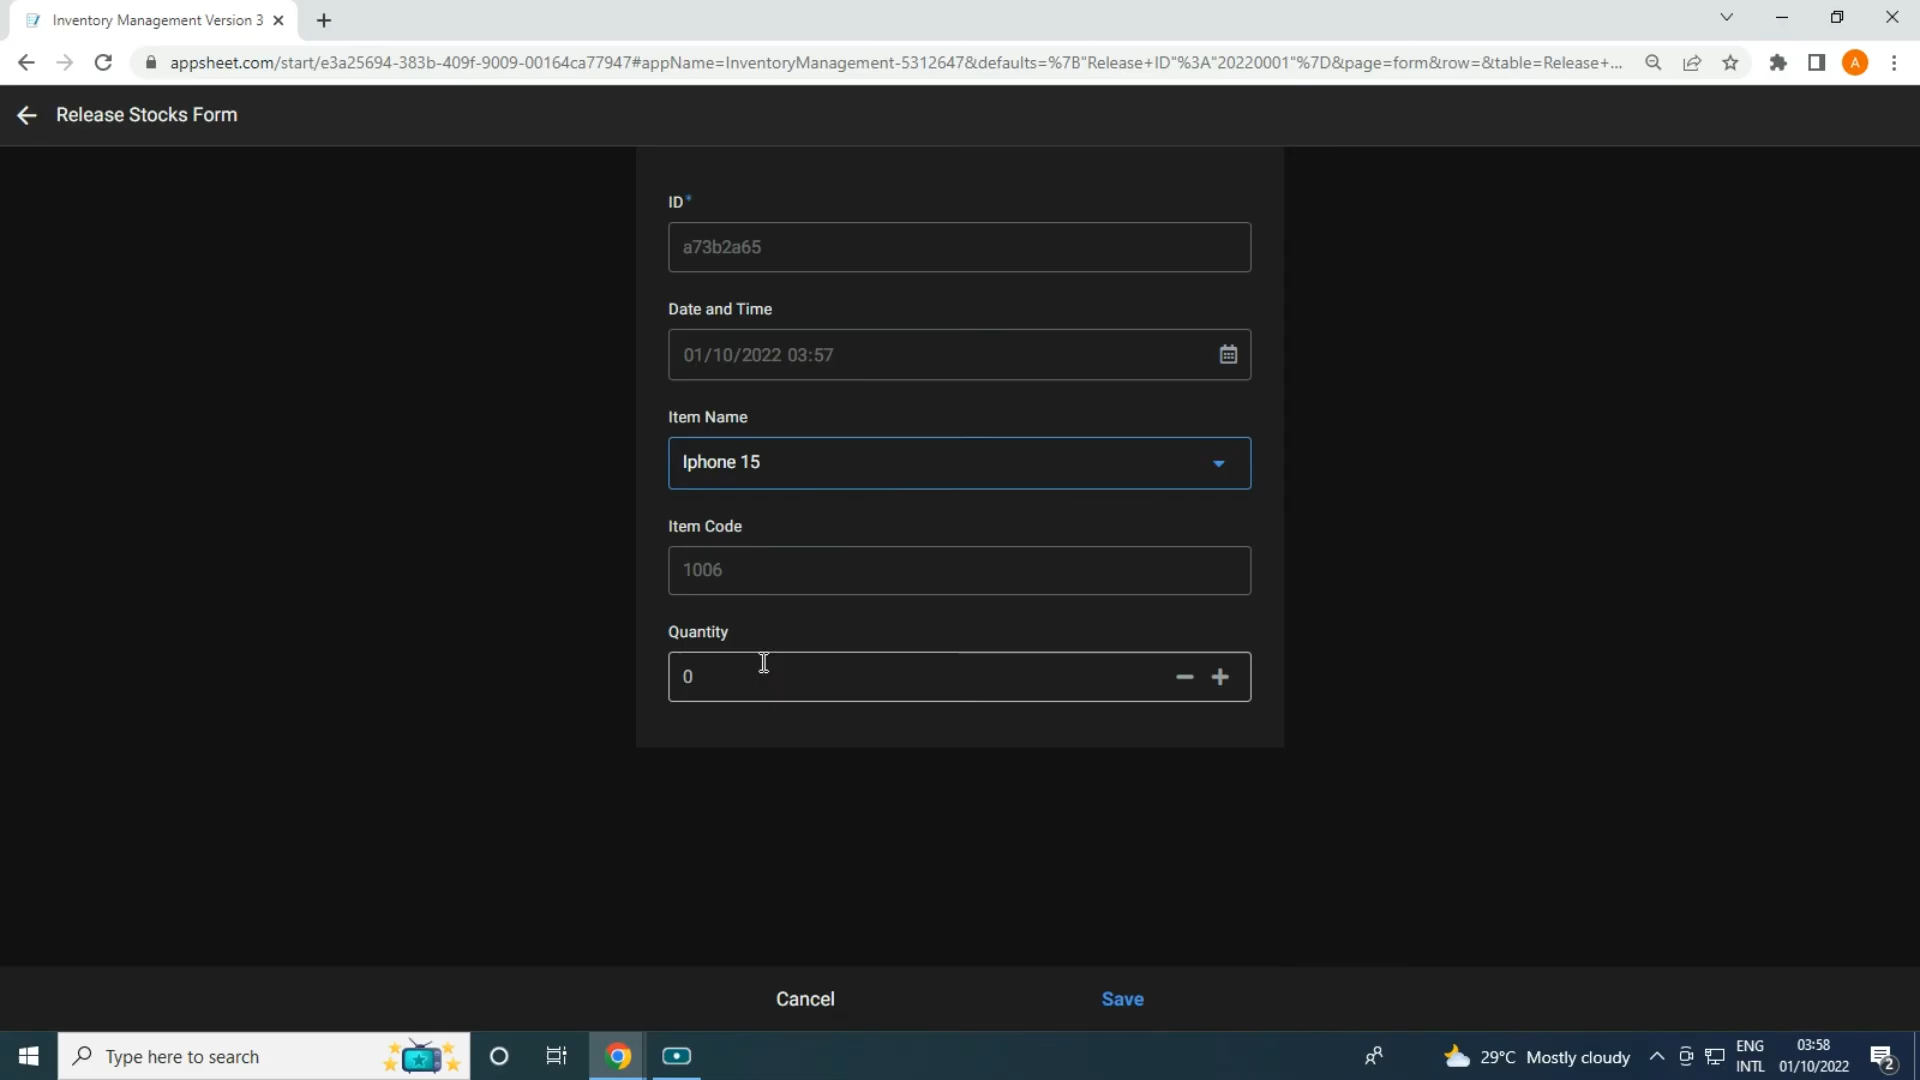 Inventory Management Version 3
appsheet.com/start/e3a25694-383b-409f-9009-00164ca77947#appName=InventoryManagement-5312647&defaults=%7B"Release+ID"%3A"20220001"%7D&page=form&row=&table=Release+...
A
Release Stocks Form
ID*
a73b2a65
Date and Time
01/10/2022 03:57
Item Name
Iphone 15
Item Code
1006
Quantity
0
Cancel
Save
Type here to search
29°C Mostly cloudy
ENG
INTL
03:58
01/10/2022
2